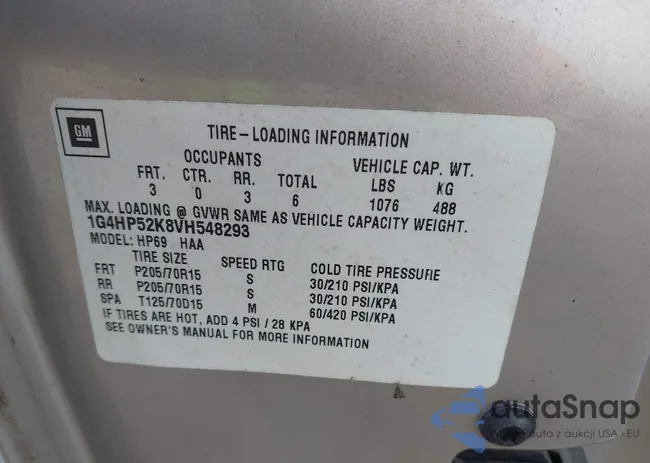 GM
TIRE-LOADING INFORMATION
OCCUPANTS VEHICLE CAP. WT.
FRT. CTR. RR. TOTAL LBS KG
3 0 3 6 1076 488
MAX. LOADING @ GVWR SAME AS VEHICLE CAPACITY WEIGHT.
1G4HP52K8VH548293
MODEL: HP69 HAA
TIRE SIZE SPEED RTG COLD TIRE PRESSURE
FRT P205/70R15 S 30/210 PSI/KPA
RR P205/70R15 S 30/210 PSI/KPA
SPA T125/70D15 M 60/420 PSI/KPA
IF TIRES ARE HOT, ADD 4 PSI / 28 KPA
SEE OWNER'S MANUAL FOR MORE INFORMATION
autaSnap
auta z aukcji USA - EU